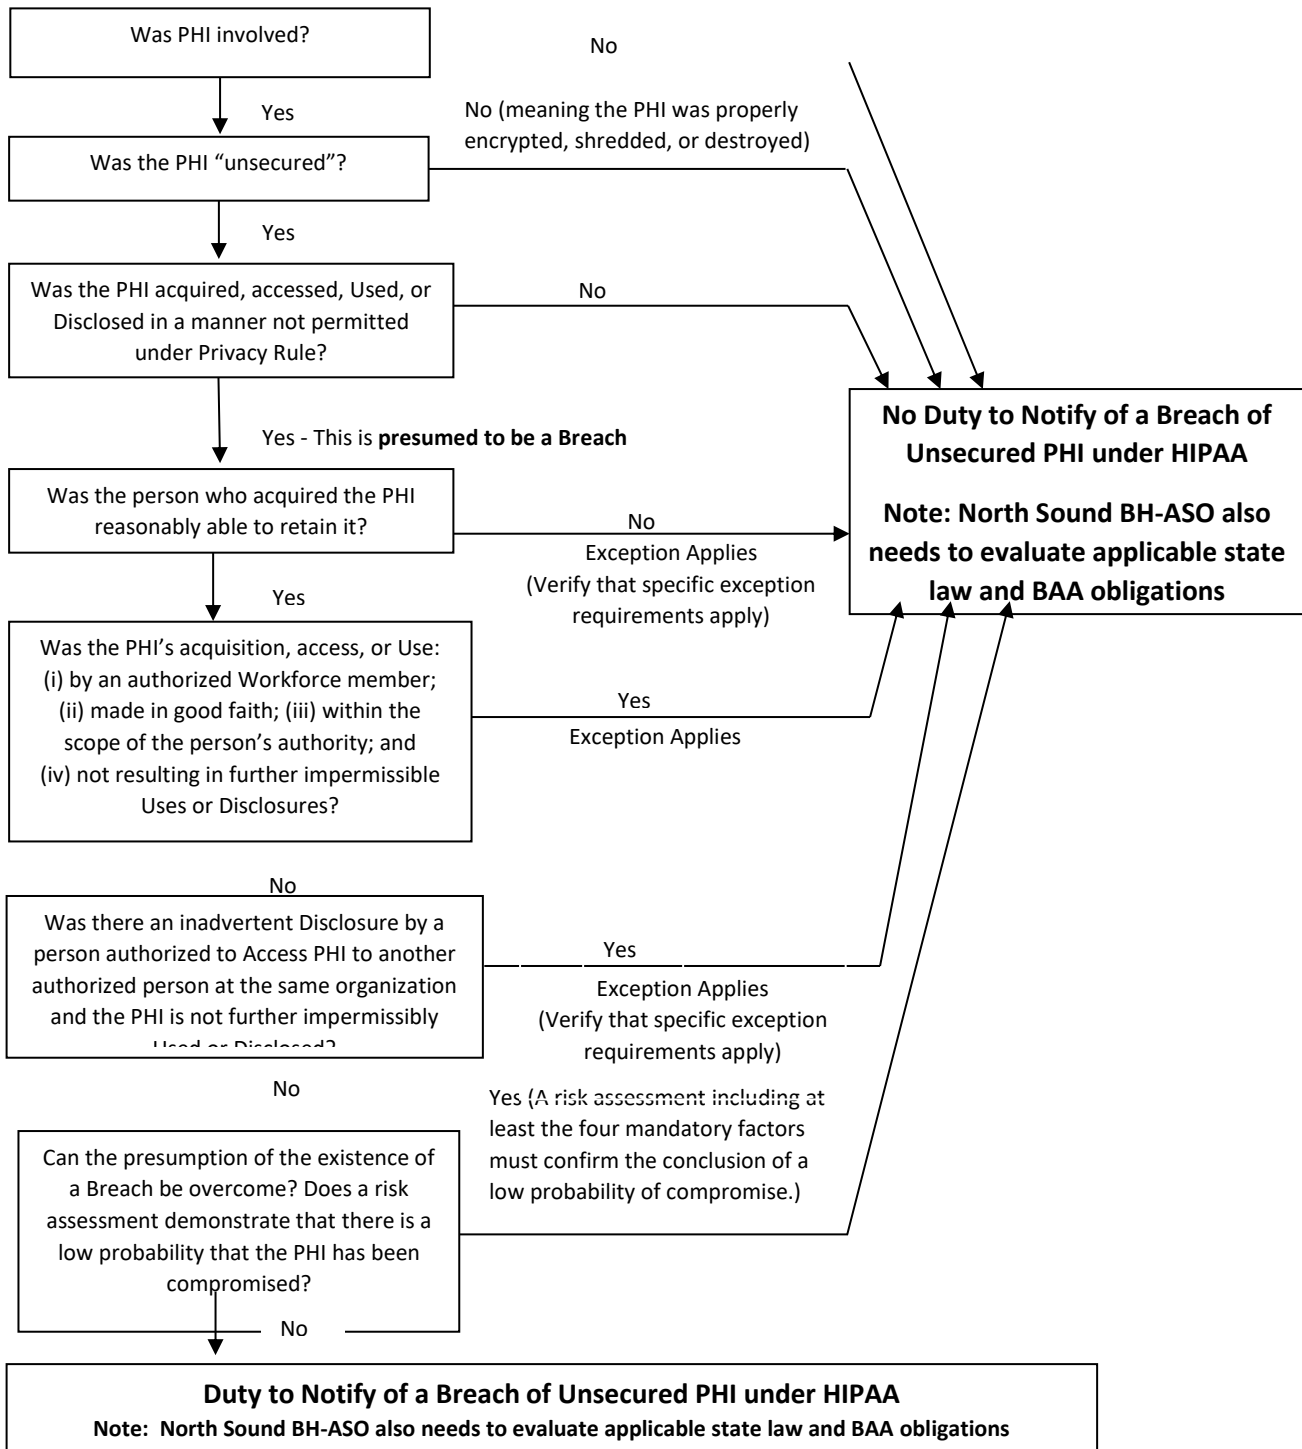 Was PHI involved?
No
Yes
No (meaning the PHI was properly
encrypted, shredded, or destroyed)
Was the PHI “unsecured”?
Yes
Was the PHI acquired, accessed, Used, or
Disclosed in a manner not permitted
under Privacy Rule?
No
Yes - This is presumed to be a Breach
No Duty to Notify of a Breach of
Unsecured PHI under HIPAA
Note: North Sound BH-ASO also
needs to evaluate applicable state
law and BAA obligations
Was the person who acquired the PHI
reasonably able to retain it?
No
Exception Applies
(Verify that specific exception
requirements apply)
Yes
Was the PHI’s acquisition, access, or Use:
(i) by an authorized Workforce member;
(ii) made in good faith; (iii) within the
scope of the person’s authority; and
(iv) not resulting in further impermissible
Uses or Disclosures?
Yes
Exception Applies
No
Was there an inadvertent Disclosure by a
person authorized to Access PHI to another
authorized person at the same organization
and the PHI is not further impermissibly
Used or Disclosed?
Yes
Exception Applies
(Verify that specific exception
requirements apply)
No
Yes (A risk assessment including at
least the four mandatory factors
must confirm the conclusion of a
low probability of compromise.)
Can the presumption of the existence of
a Breach be overcome? Does a risk
assessment demonstrate that there is a
low probability that the PHI has been
compromised?
No
Duty to Notify of a Breach of Unsecured PHI under HIPAA
Note: North Sound BH-ASO also needs to evaluate applicable state law and BAA obligations